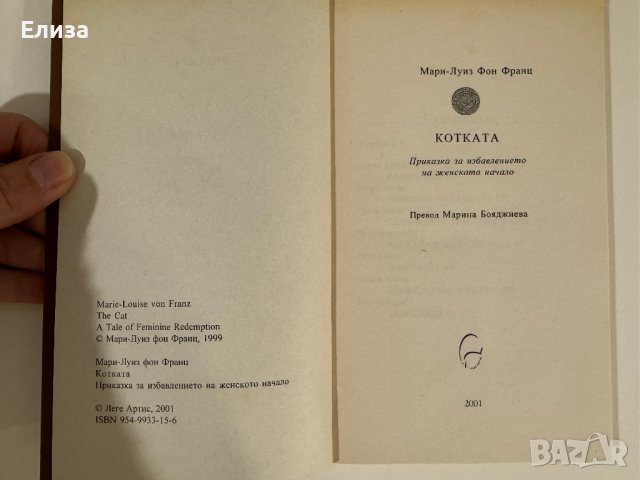 Елиза
Marie-Louise von Franz
The Cat
A Tale of Feminine Redemption
© Мари-Луиз фон Франц, 1999
Мари-Луиз фон Франц
Котката
Приказка за избавлението на женското начало
© Леге Артис, 2001
ISBN 954-9933-15-6
Мари-Луиз Фон Франц
КОТКАТА
Приказка за избавлението
на женското начало
Превод Марина Бояджиева
2001
BAZAR
bg